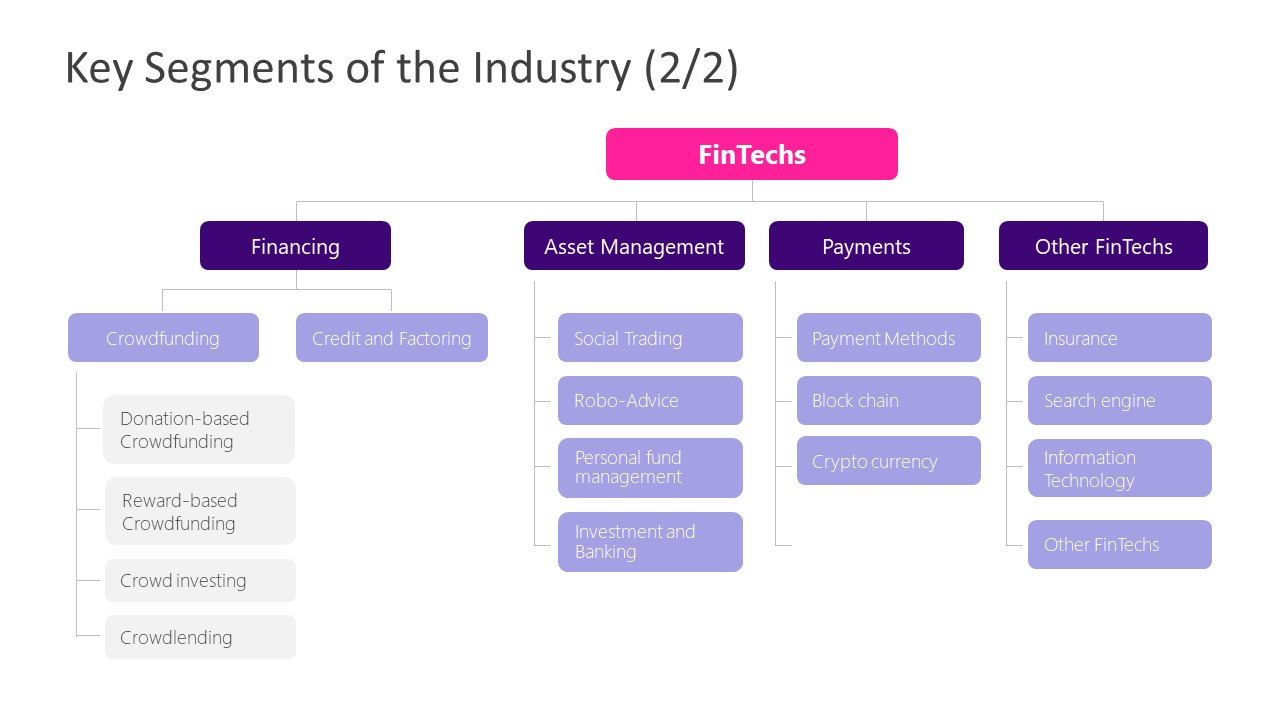 Key Segments of the Industry (2/2)
FinTechs
Financing
Asset Management
Payments
Other FinTechs
Crowdfunding
Credit and Factoring
Donation-based
Crowdfunding
Reward-based
Crowdfunding
Crowd investing
Crowdlending
Social Trading
Robo-Advice
Personal fund
management
Investment and
Banking
Payment Methods
Block chain
Crypto currency
Insurance
Search engine
Information
Technology
Other FinTechs